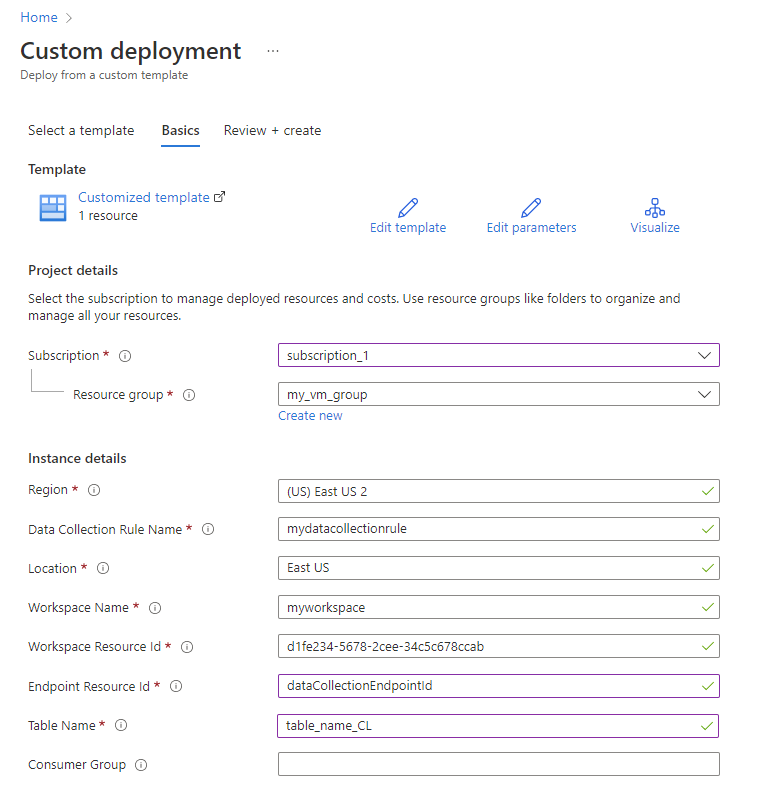 Home
Custom deployment ...
Deploy from a custom template
Select a template Basics Review + create
Template
Customized template
1 resource
Edit template Edit parameters Visualize
Project details
Select the subscription to manage deployed resources and costs. Use resource groups like folders to organize and
manage all your resources.
Subscription * subscription_1
Resource group * my_vm_group
Create new
Instance details
Region * (US) East US 2
Data Collection Rule Name * mydatacollectionrule
Location * East US
Workspace Name * myworkspace
Workspace Resource Id * d1fe234-5678-2cee-34c5c678ccab
Endpoint Resource Id * dataCollectionEndpointId
Table Name * table_name_CL
Consumer Group